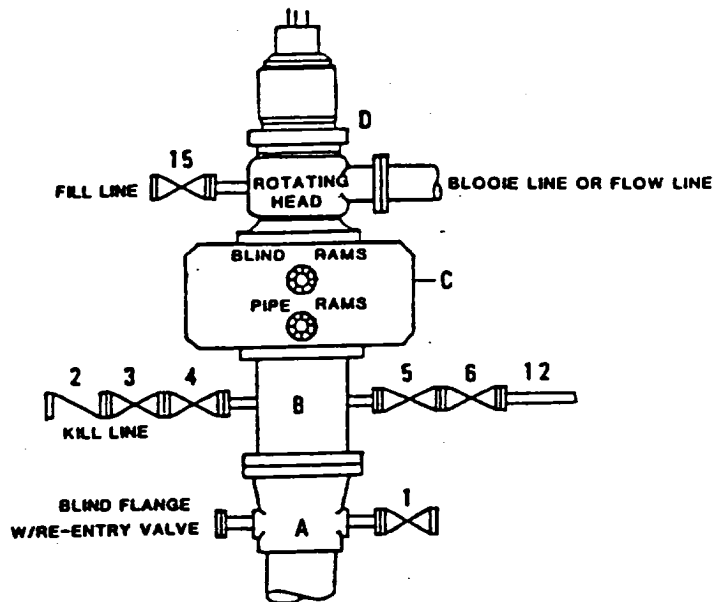 D
15
FILL LINE
ROTATING
HEAD
BLOOIE LINE OR FLOW LINE
BLIND RAMS
C
PIPE RAMS
2 3 4
5 6 12
B
KILL LINE
BLIND FLANGE
W/RE-ENTRY VALVE
1
A